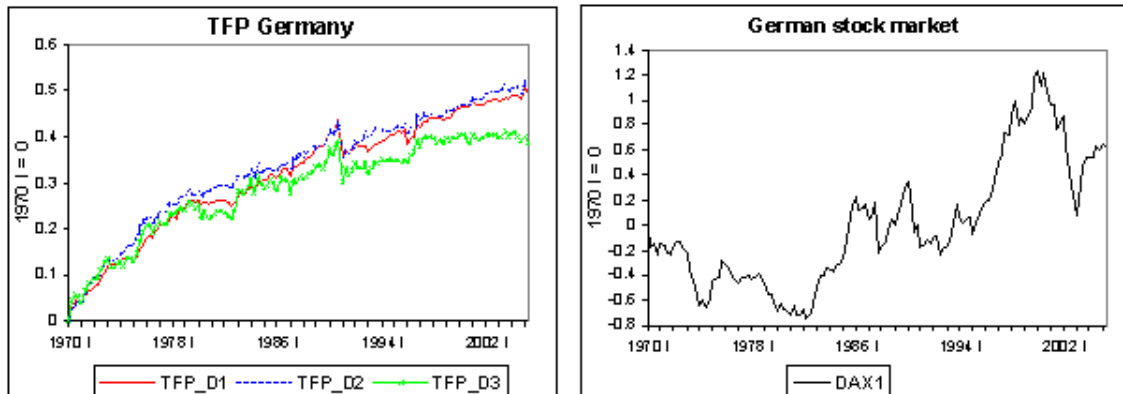 TFP Germany
0.6
0.5
0.4
0.3
0.2
0.1
0
1970 I = 0
1970 I
1978 I
1986 I
1994 I
2002 I
TFP_D1
TFP_D2
TFP_D3
German stock market
1.4
1.2
1
0.8
0.6
0.4
0.2
0
-0.2
-0.4
-0.6
-0.8
1970 I = 0
1970 I
1978 I
1986 I
1994 I
2002 I
DAX1